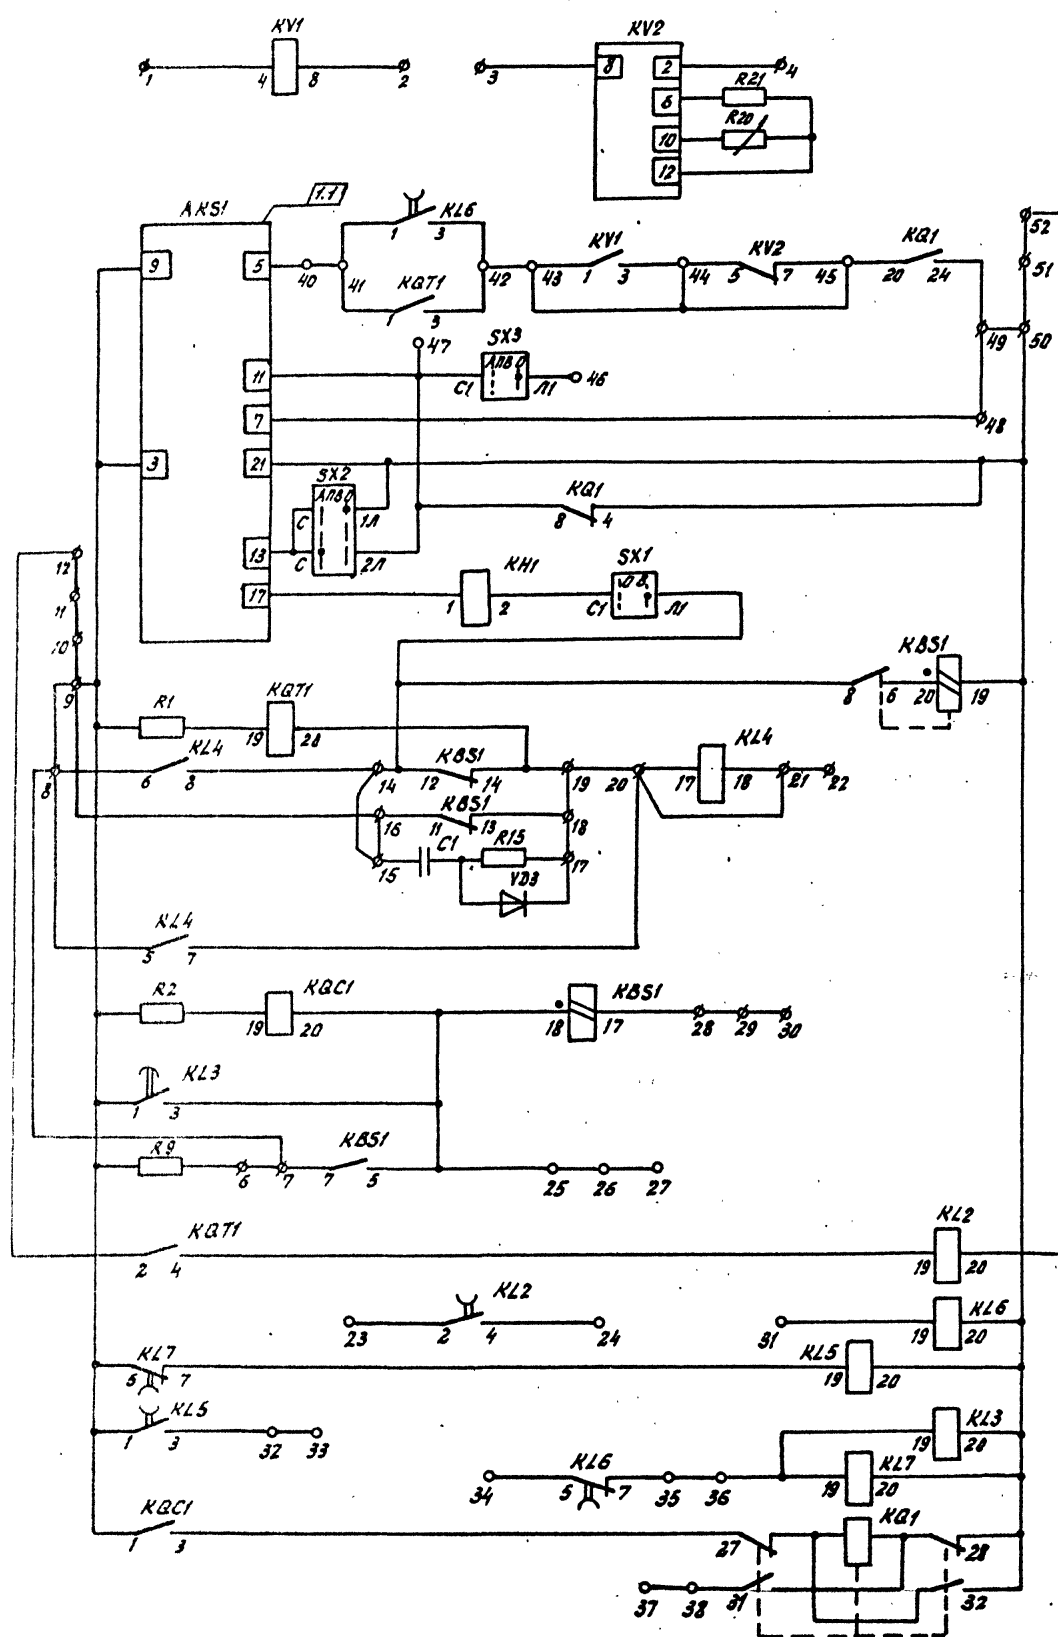 KV1
1 4 8 2
KV2
3 8 2 4
6 R21
10 R20
12
AKS1 1.1
KL6
1 3
9 5 40 41
KQT1
1 3
42 43
KV1
1 3
44
KV2
5 7
45
KQ1
20 24
52
51
49 50
47
SX3
АПВ О
11 С1 Л1 46
7 48
3 21
SX2
АПВ О
С 1Л
KQ1
8 4
13 С 2Л
12
11
10
9
17
KH1
1 2
SX1
О В
С1 Л1
KBS1
8 6 20 19
R1
KQT1
19 20
KL4
8 6 8
14
KBS1
12 14
19 20
KL4
17 18 21 22
16
KBS1
11 13
18
15
C1
R15
17
VD3
KL4
5 7
R2
KQC1
19 20
KBS1
18 17 28 29 30
KL3
1 3
R9
6 7
KBS1
7 5
25 26 27
KQT1
2 4
KL2
19 20
KL2
23 2 4 24
31
KL6
19 20
KL7
5 7
KL5
19 20
KL5
1 3 32 33
KL3
19 20
KL6
34 5 7 35 36
KL7
19 20
KQC1
1 3
27
KQ1
28
37 38 31 32